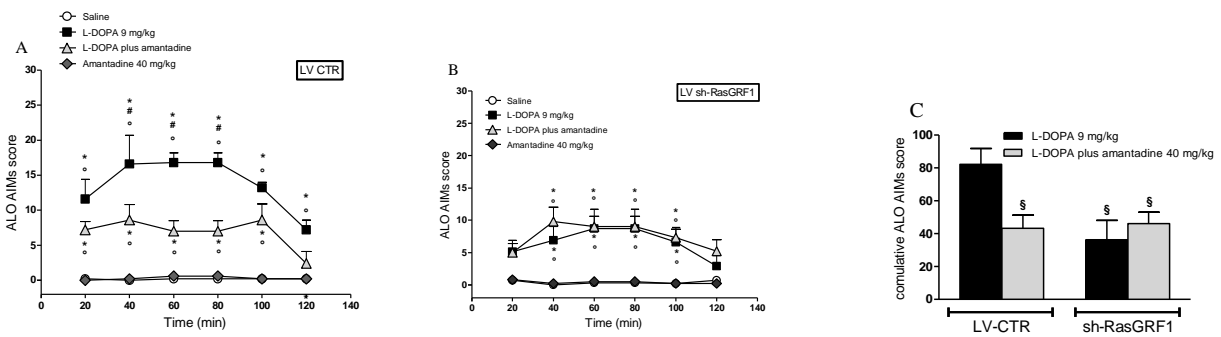 A
Saline
L-DOPA 9 mg/kg
L-DOPA plus amantadine
Amantadine 40 mg/kg
LV CTR
ALO AIMs score
30
25
20
15
10
5
0
* * * * * *
# # #
° ° ° ° ° °
* * * * *
° ° ° ° °
*
0 20 40 60 80 100 120 140
Time (min)
B
LV sh-RasGRF1
Saline
L-DOPA 9 mg/kg
L-DOPA plus amantadine
Amantadine 40 mg/kg
ALO AIMs score
30
25
20
15
10
5
0
* * * *
° ° ° °
* * * *
° ° ° °
0 20 40 60 80 100 120 140
Time (min)
C
L-DOPA 9 mg/kg
L-DOPA plus amantadine 40 mg/kg
comulative ALO AIMs score
100
80
60
40
20
0
§ § §
LV-CTR sh-RasGRF1